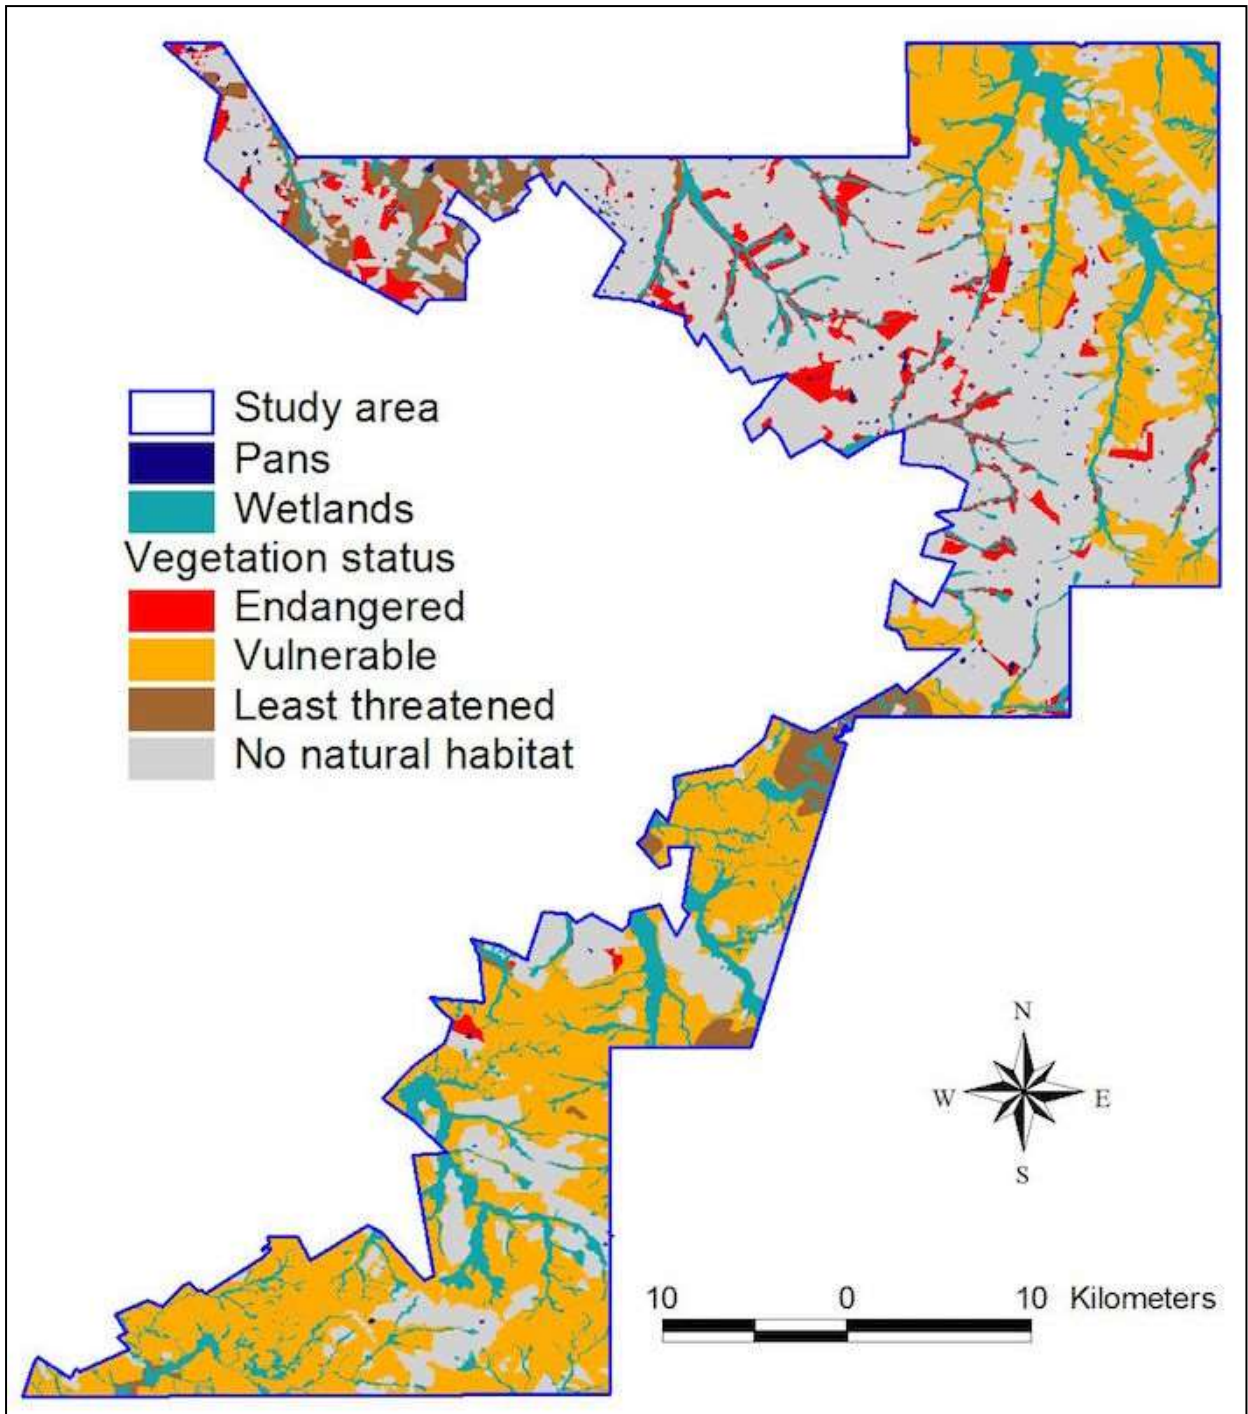 Study area
Pans
Wetlands
Vegetation status
Endangered
Vulnerable
Least threatened
No natural habitat
N
W E
S
10 0 10 Kilometers